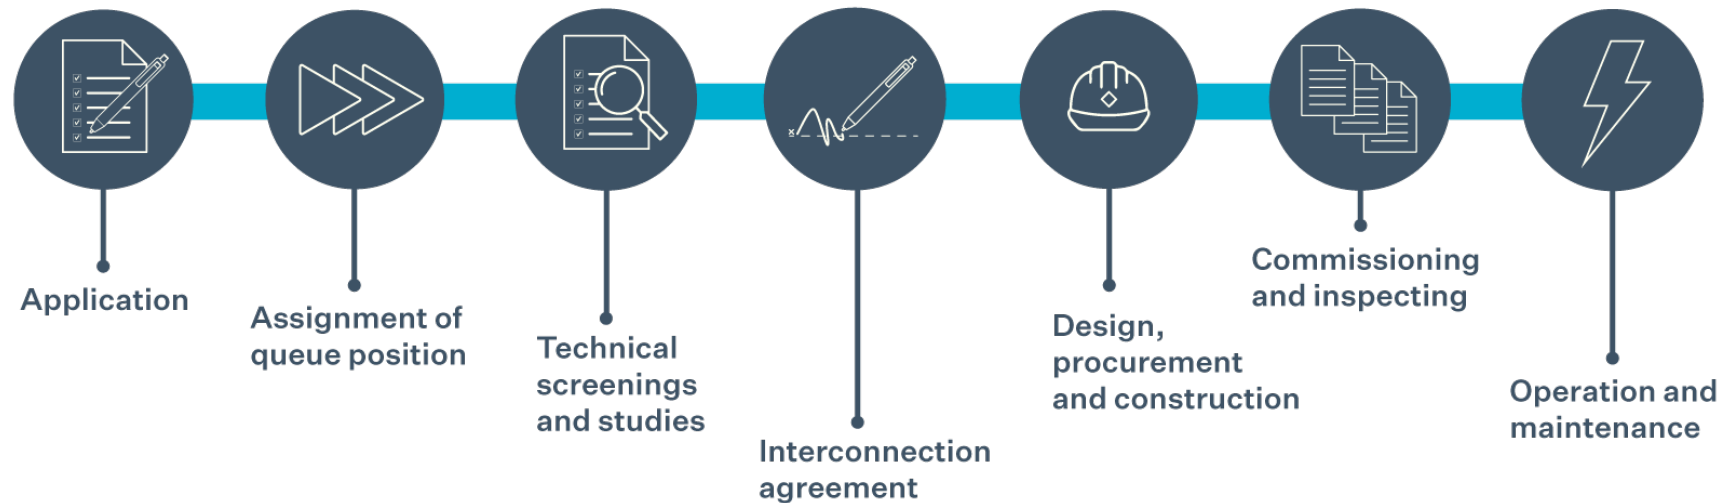 Application
Assignment of
queue position
Technical
screenings
and studies
Interconnection
agreement
Design,
procurement
and construction
Commissioning
and inspecting
Operation and
maintenance